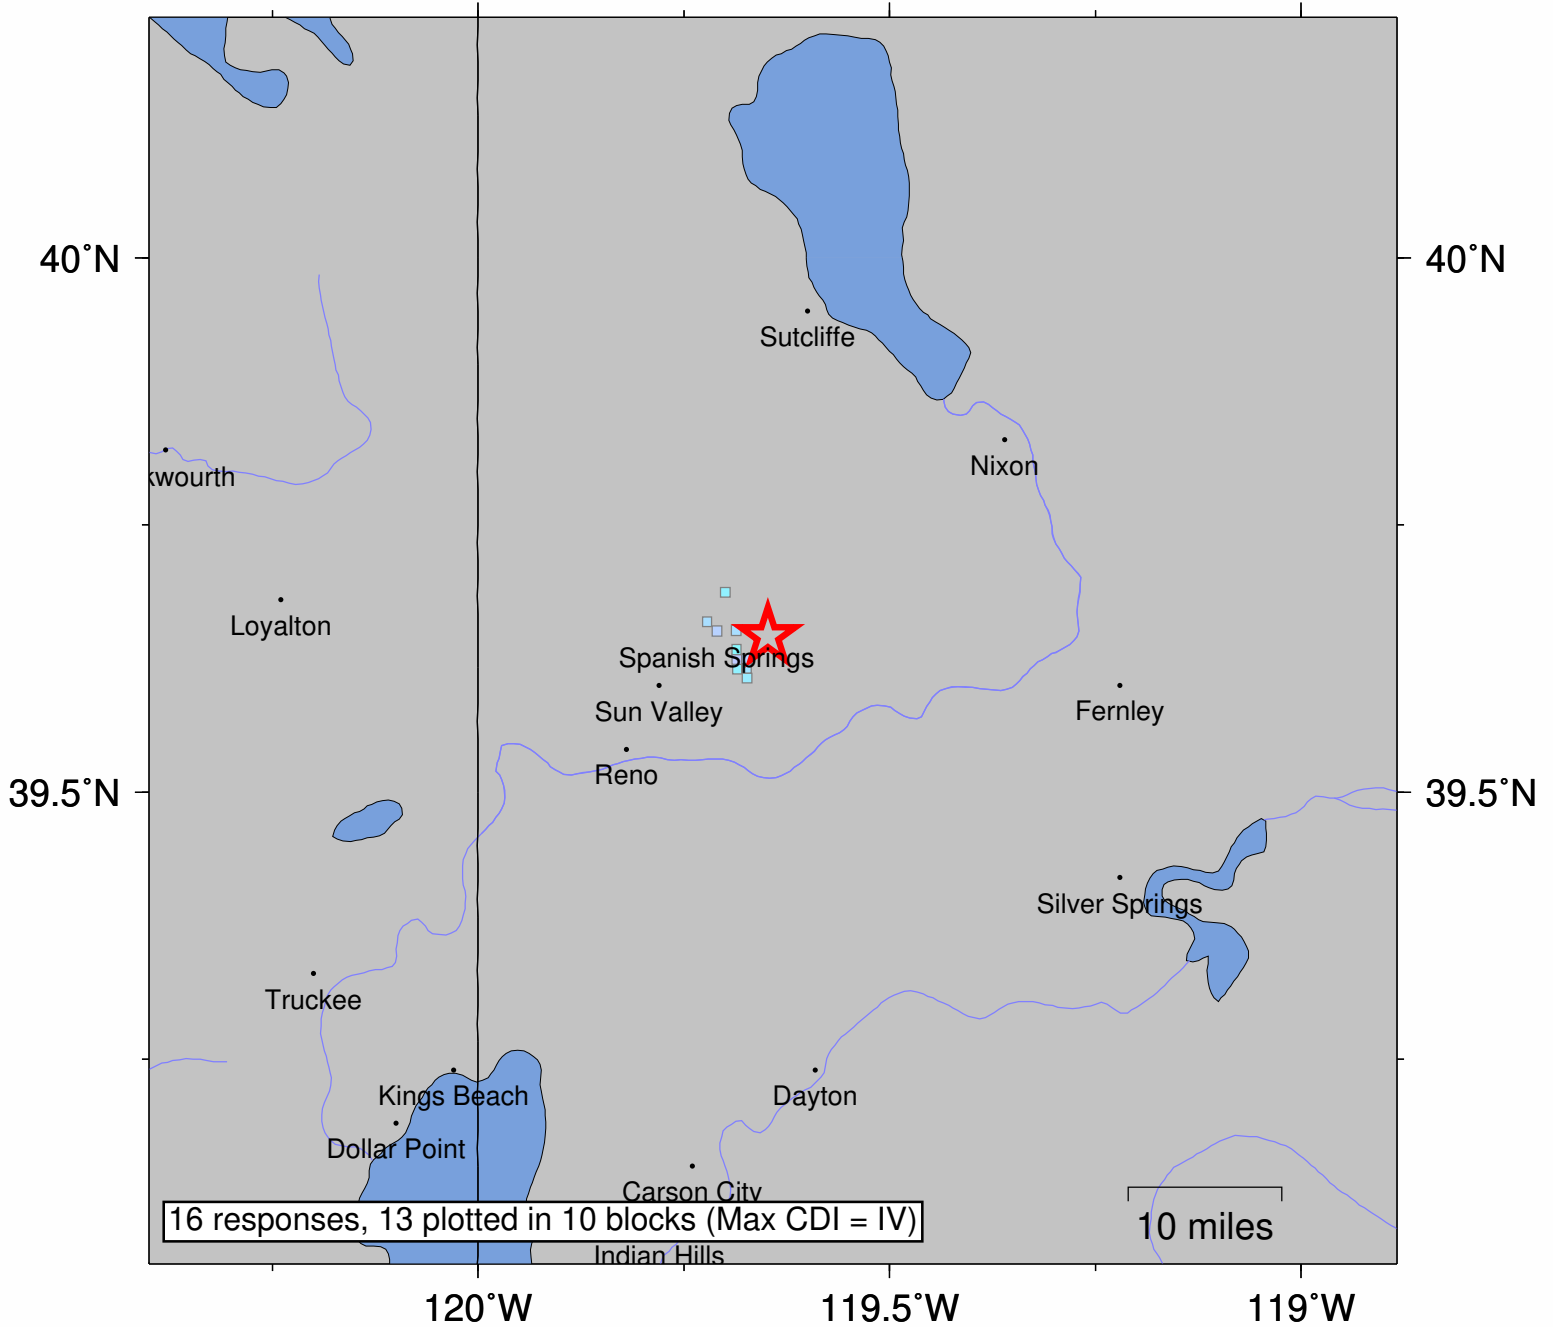 40˚N
40˚N
Sutcliffe
Nixon
kwourth
Loyalton
Spanish Springs
Sun Valley
Fernley
Reno
39.5˚N
39.5˚N
Silver Springs
Truckee
Kings Beach
Dayton
Dollar Point
Carson City
16 responses, 13 plotted in 10 blocks (Max CDI = IV)
10 miles
Indian Hills
120˚W
119.5˚W
119˚W